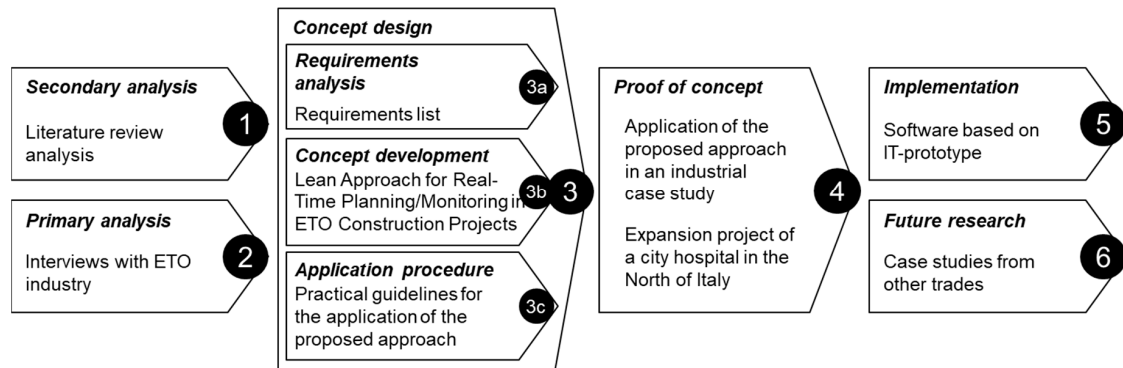 Secondary analysis
Literature review
analysis
1
Primary analysis
Interviews with ETO
industry
2
Concept design
Requirements
analysis
Requirements list
3a
Concept development
Lean Approach for Real-
Time Planning/Monitoring in
ETO Construction Projects
3b
Application procedure
Practical guidelines for
the application of the
proposed approach
3c
3
Proof of concept
Application of the
proposed approach
in an industrial
case study
Expansion project of
a city hospital in the
North of Italy
4
Implementation
Software based on
IT-prototype
5
Future research
Case studies from
other trades
6